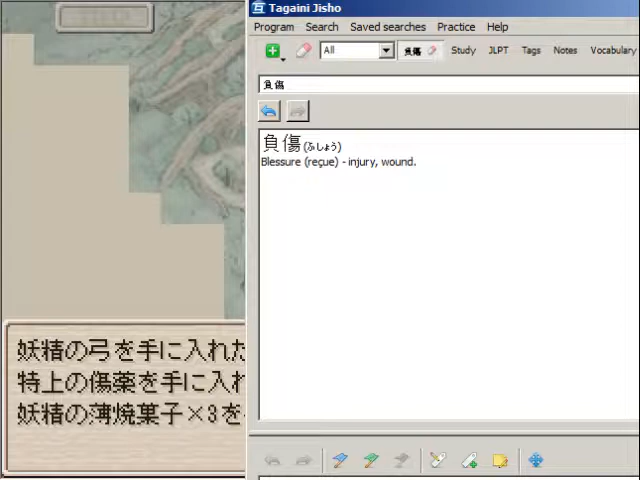 互 Tagaini Jisho
Program Search Saved searches Practice Help
All 負傷 Study JLPT Tags Notes Vocabulary
負傷
負傷(ふしょう)
Blessure (reçue) - injury, wound.
妖精の弓を手に入れた
特上の傷薬を手に入れ
妖精の薄焼菓子×3を